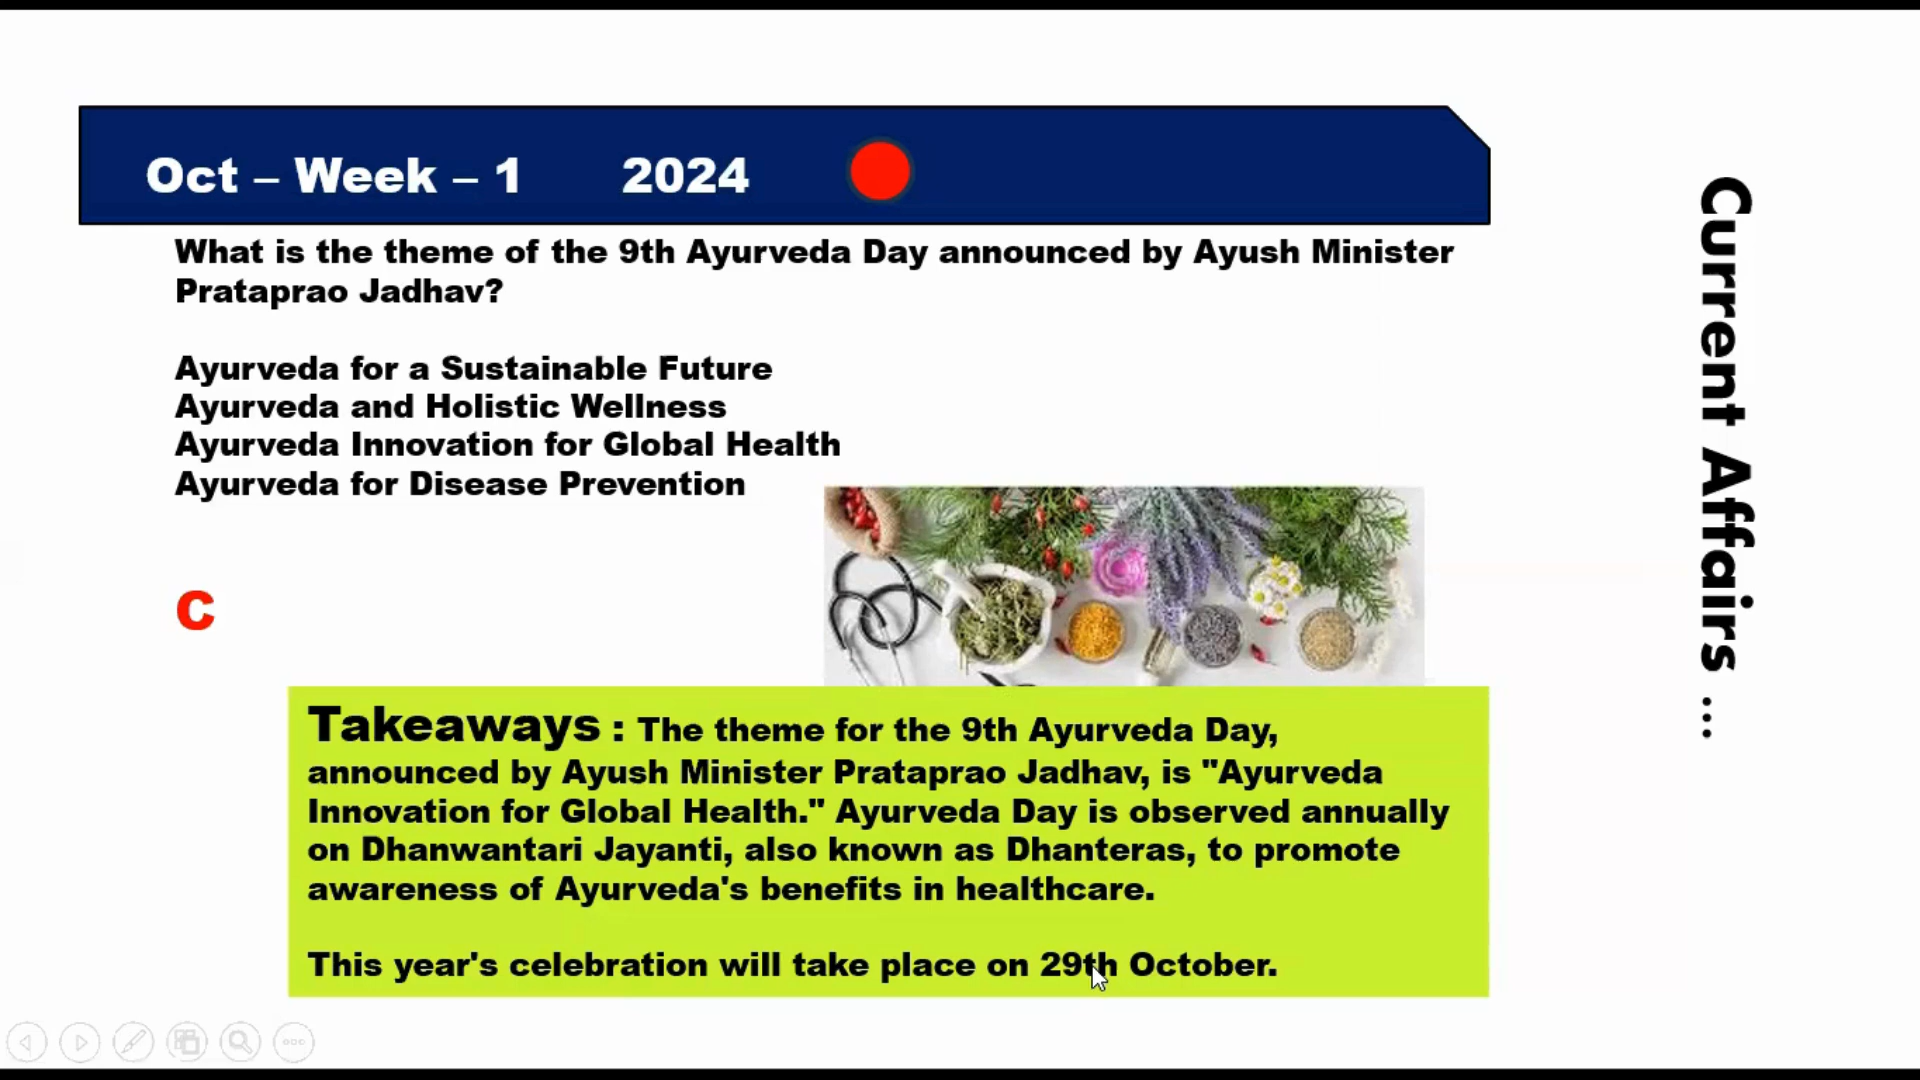 Oct – Week – 1 2024
What is the theme of the 9th Ayurveda Day announced by Ayush Minister
Prataprao Jadhav?
Ayurveda for a Sustainable Future
Ayurveda and Holistic Wellness
Ayurveda Innovation for Global Health
Ayurveda for Disease Prevention
C
Takeaways : The theme for the 9th Ayurveda Day,
announced by Ayush Minister Prataprao Jadhav, is "Ayurveda
Innovation for Global Health." Ayurveda Day is observed annually
on Dhanwantari Jayanti, also known as Dhanteras, to promote
awareness of Ayurveda's benefits in healthcare.
This year's celebration will take place on 29th October.
Current Affairs ...